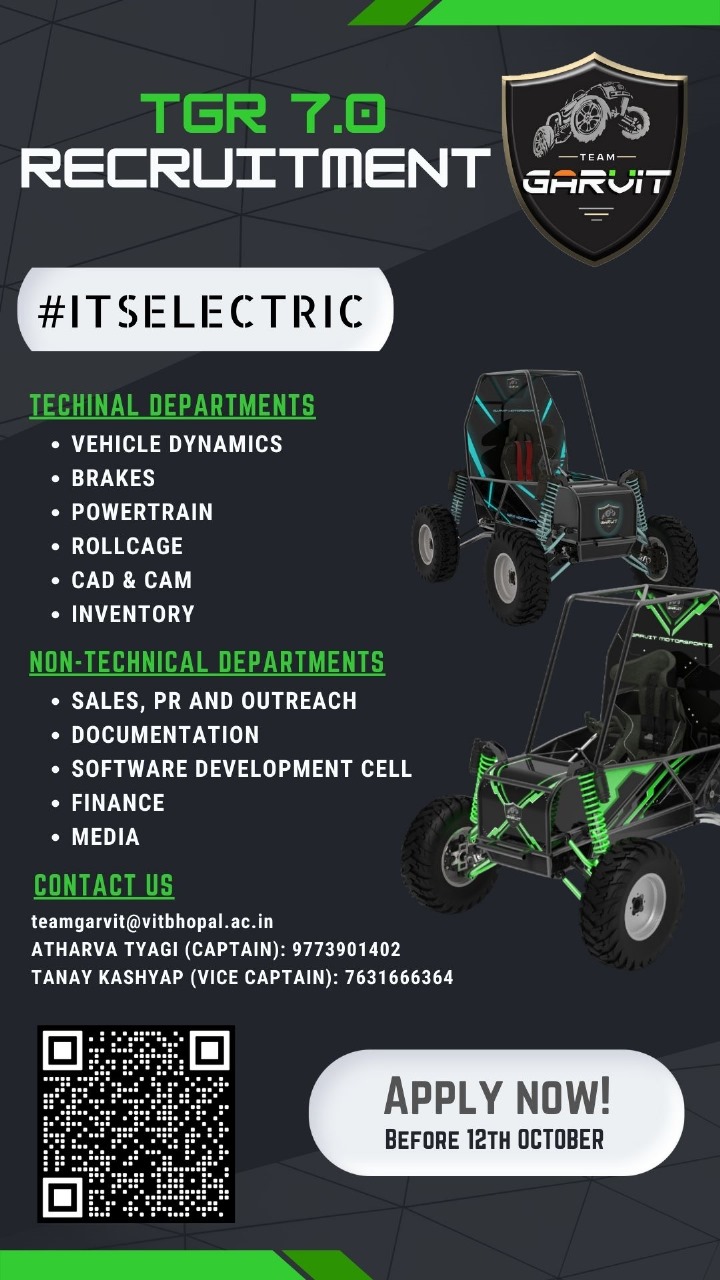 TGR 7.0
RECRUITMENT
TEAM
GARVIT
#ITSELECTRIC
TECHINAL DEPARTMENTS
• VEHICLE DYNAMICS
• BRAKES
• POWERTRAIN
• ROLLCAGE
• CAD & CAM
• INVENTORY
NON-TECHNICAL DEPARTMENTS
• SALES, PR AND OUTREACH
• DOCUMENTATION
• SOFTWARE DEVELOPMENT CELL
• FINANCE
• MEDIA
GARVIT MOTORSPORTS
CONTACT US
teamgarvit@vitbhopal.ac.in
ATHARVA TYAGI (CAPTAIN): 9773901402
TANAY KASHYAP (VICE CAPTAIN): 7631666364
APPLY NOW!
BEFORE 12TH OCTOBER